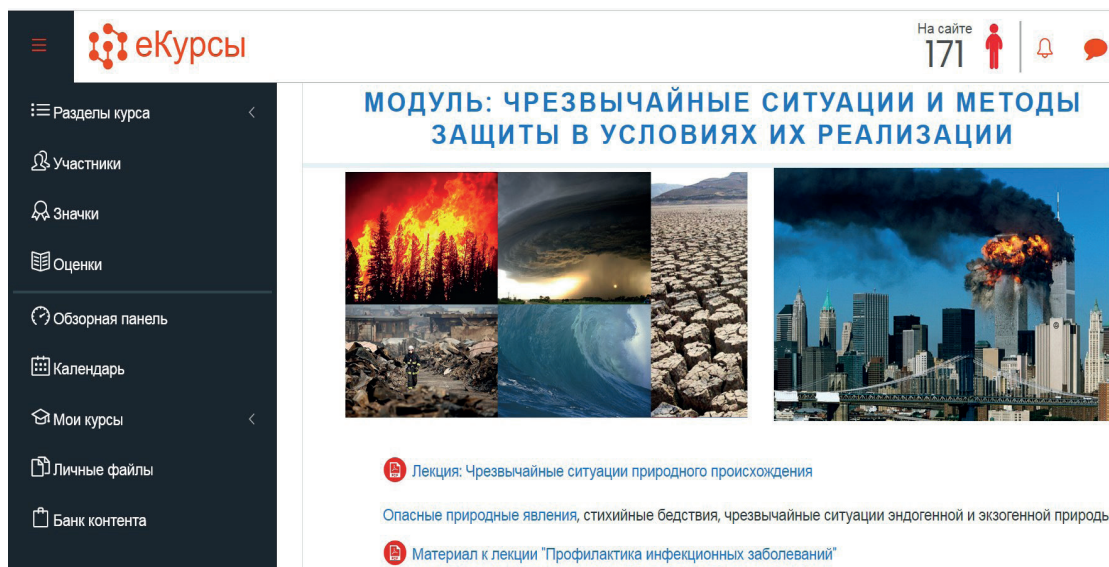 еКурсы
На сайте
171
Разделы курса
Участники
Значки
Оценки
Обзорная панель
Календарь
Мои курсы
Личные файлы
Банк контента
МОДУЛЬ: ЧРЕЗВЫЧАЙНЫЕ СИТУАЦИИ И МЕТОДЫ
ЗАЩИТЫ В УСЛОВИЯХ ИХ РЕАЛИЗАЦИИ
Лекция: Чрезвычайные ситуации природного происхождения
Опасные природные явления, стихийные бедствия, чрезвычайные ситуации эндогенной и экзогенной природы
Материал к лекции "Профилактика инфекционных заболеваний"